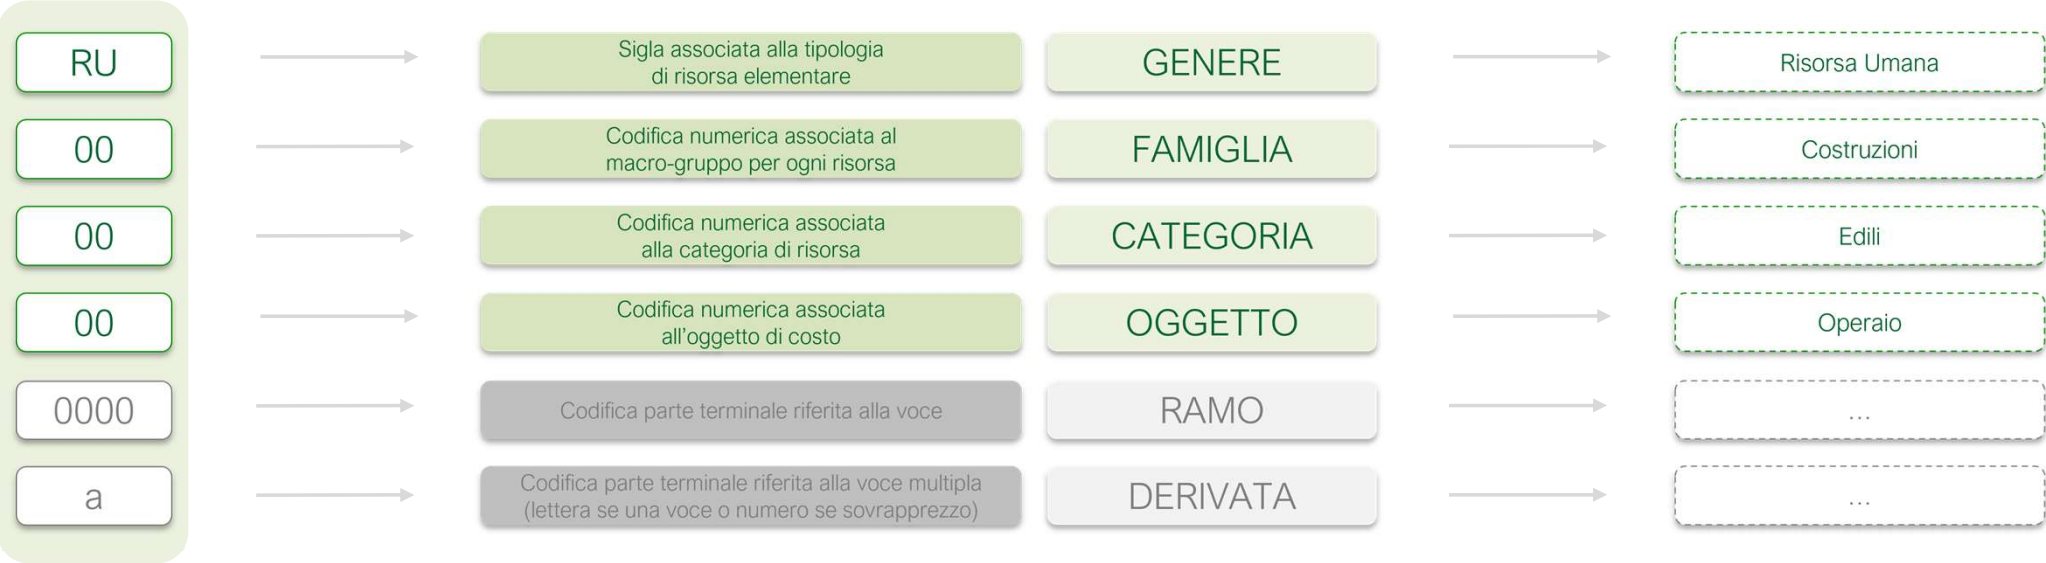 RU
Sigla associata alla tipologia
di risorsa elementare
GENERE
Risorsa Umana
00
Codifica numerica associata al
macro-gruppo per ogni risorsa
FAMIGLIA
Costruzioni
00
Codifica numerica associata
alla categoria di risorsa
CATEGORIA
Edili
00
Codifica numerica associata
all'oggetto di costo
OGGETTO
Operaio
0000
Codifica parte terminale riferita alla voce
RAMO
...
a
Codifica parte terminale riferita alla voce multipla
(lettera se una voce o numero se sovrapprezzo)
DERIVATA
...